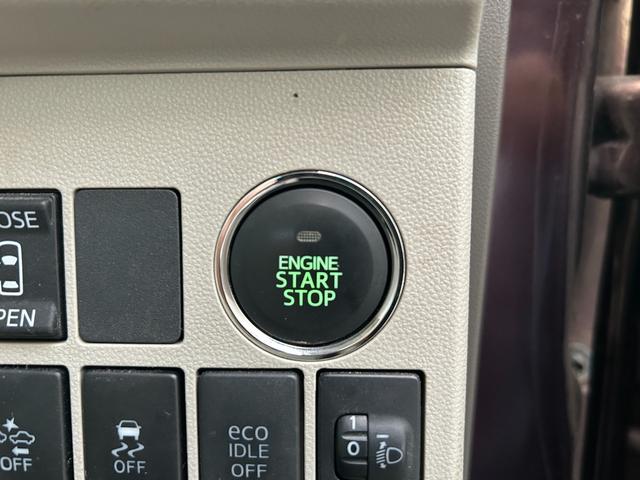 OSE
PEN
ENGINE
START
STOP
OFF
OFF
eco
IDLE
OFF
1
0